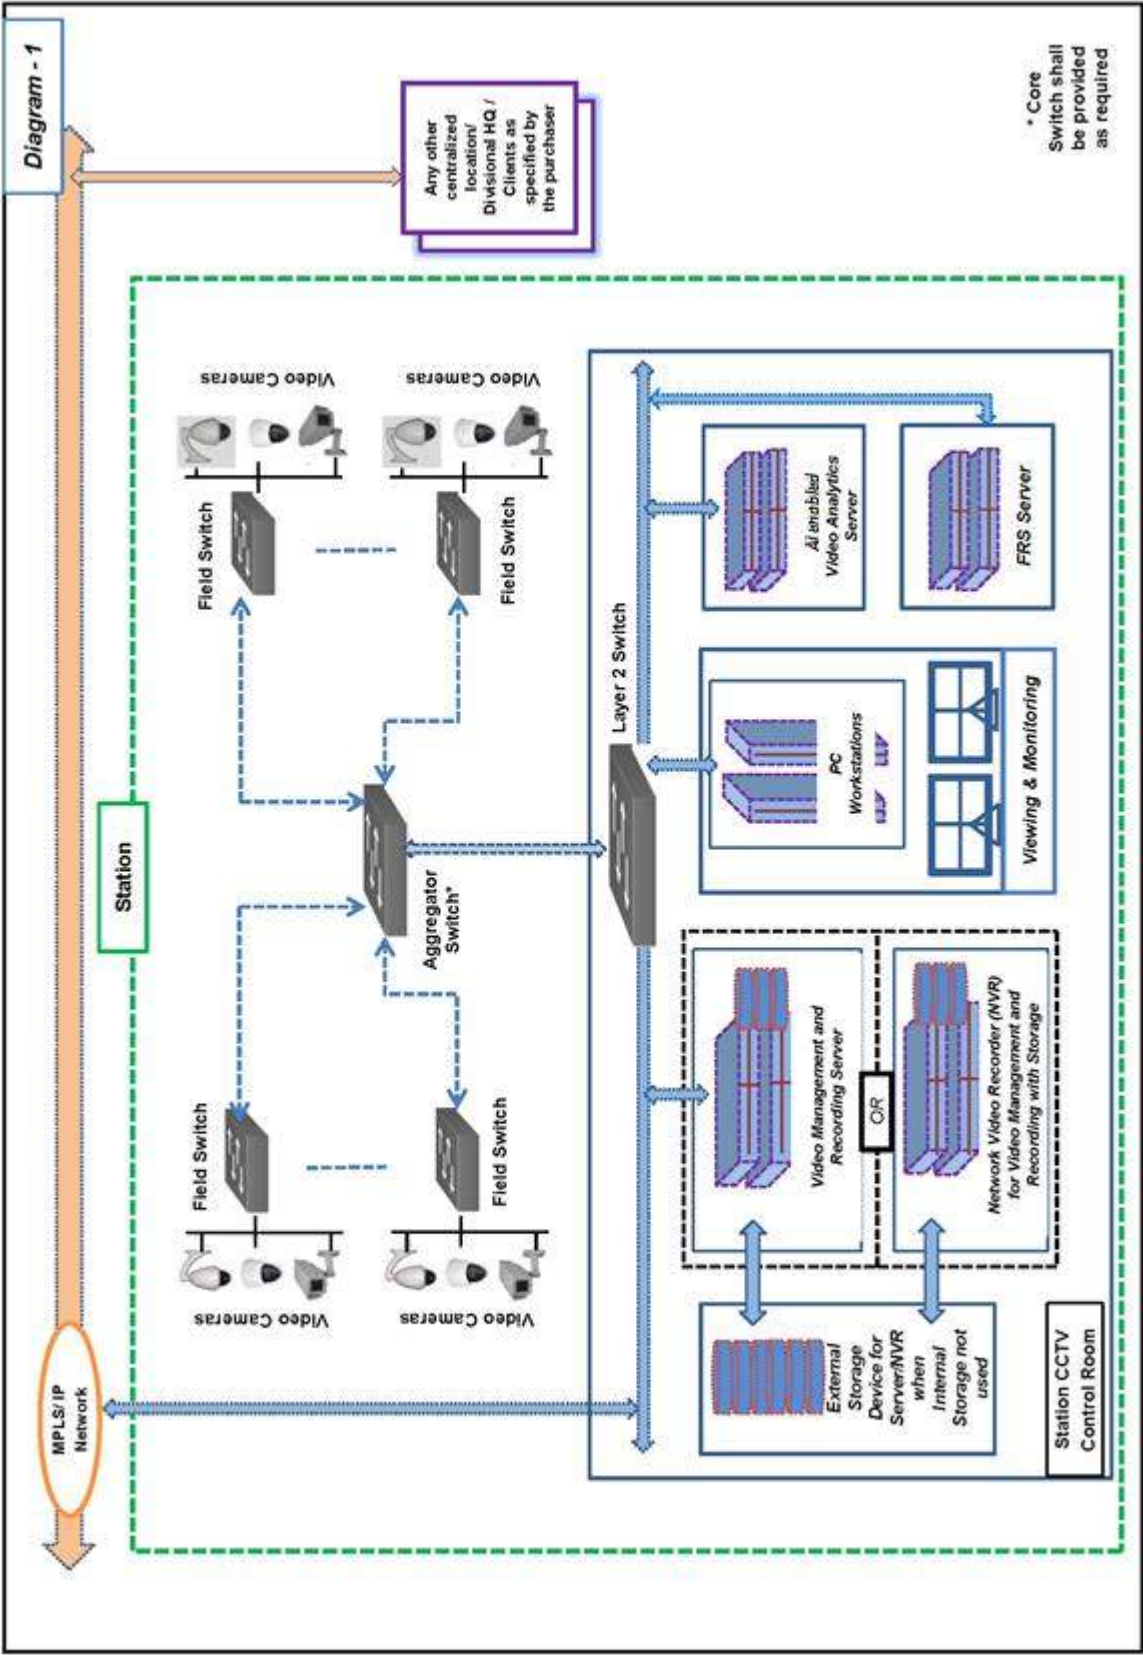 Diagram - 1
MPLS/ IP
Network
Station
Any other
centralized
location/
Divisional HQ /
Clients as
specified by
the purchaser
Video Cameras
Field Switch
Field Switch
Video Cameras
Video Cameras
Field Switch
Field Switch
Video Cameras
Aggregator
Switch*
Layer 2 Switch
External
Storage
Device for
Server/NVR
when
Internal
Storage not
used
Video Management and
Recording Server
OR
Network Video Recorder (NVR)
for Video Management and
Recording with Storage
PC
Workstations
Viewing & Monitoring
AI enabled
Video Analytics
Server
FRS Server
Station CCTV
Control Room
* Core
Switch shall
be provided
as required